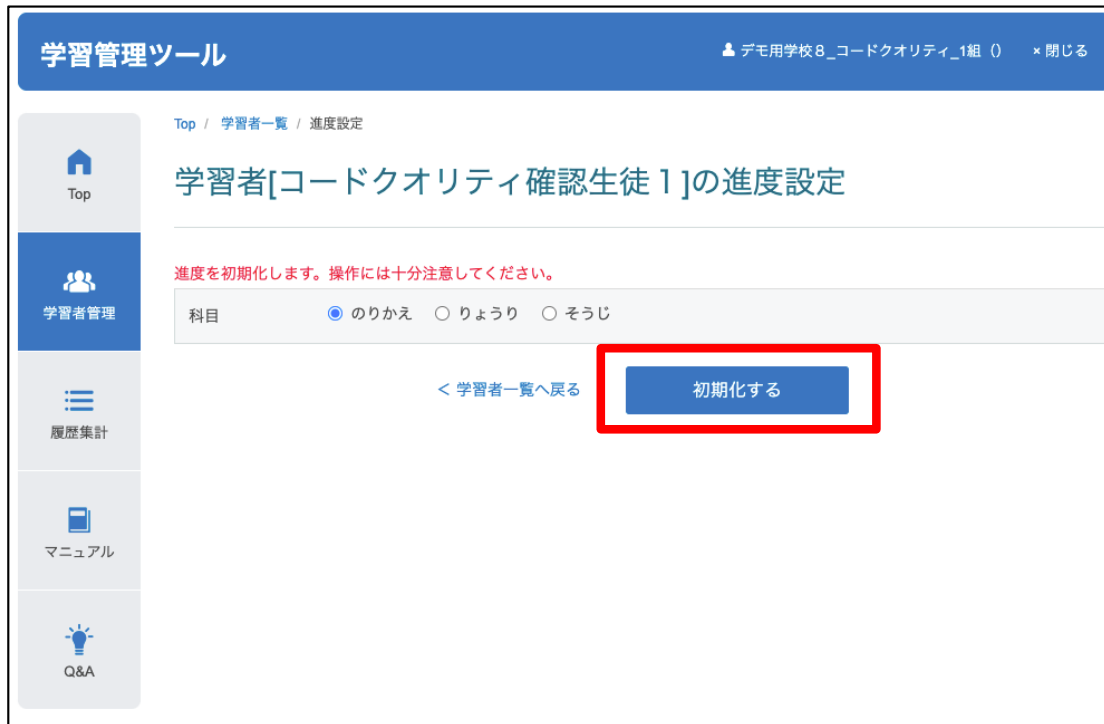 学習管理ツール
デモ用学校8_コードクオリティ_1組 () ×閉じる
Top / 学習者一覧 / 進度設定
学習者[コードクオリティ確認生徒1]の進度設定
進度を初期化します。操作には十分注意してください。
科目 のりかえ りょうり そうじ
< 学習者一覧へ戻る 初期化する
Top
学習者管理
履歴集計
マニュアル
Q&A